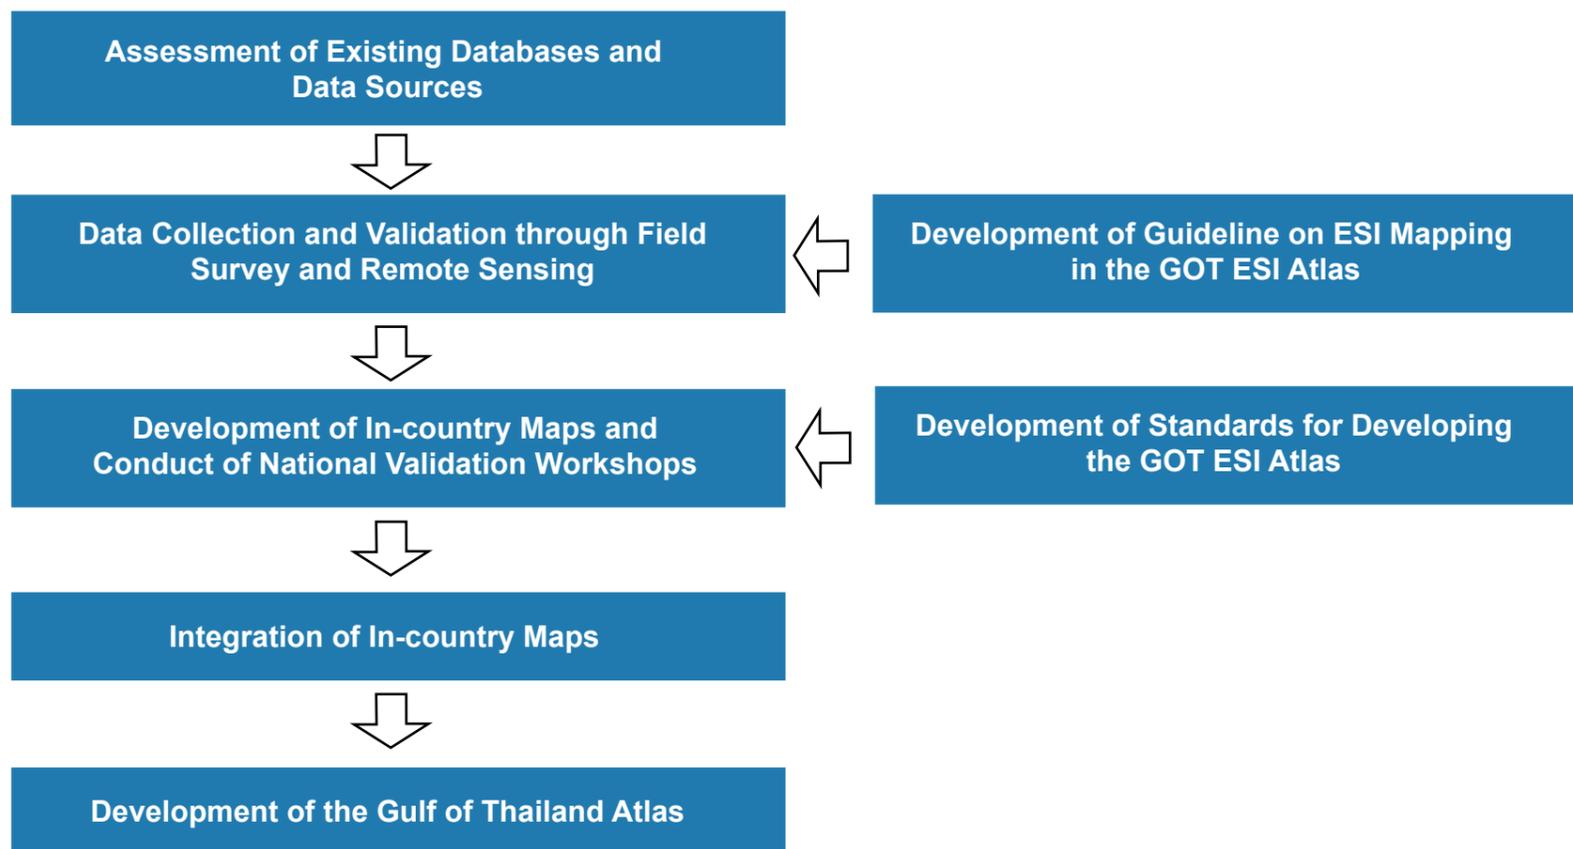 Assessment of Existing Databases and
Data Sources
Data Collection and Validation through Field
Survey and Remote Sensing
Development of Guideline on ESI Mapping
in the GOT ESI Atlas
Development of In-country Maps and
Conduct of National Validation Workshops
Development of Standards for Developing
the GOT ESI Atlas
Integration of In-country Maps
Development of the Gulf of Thailand Atlas